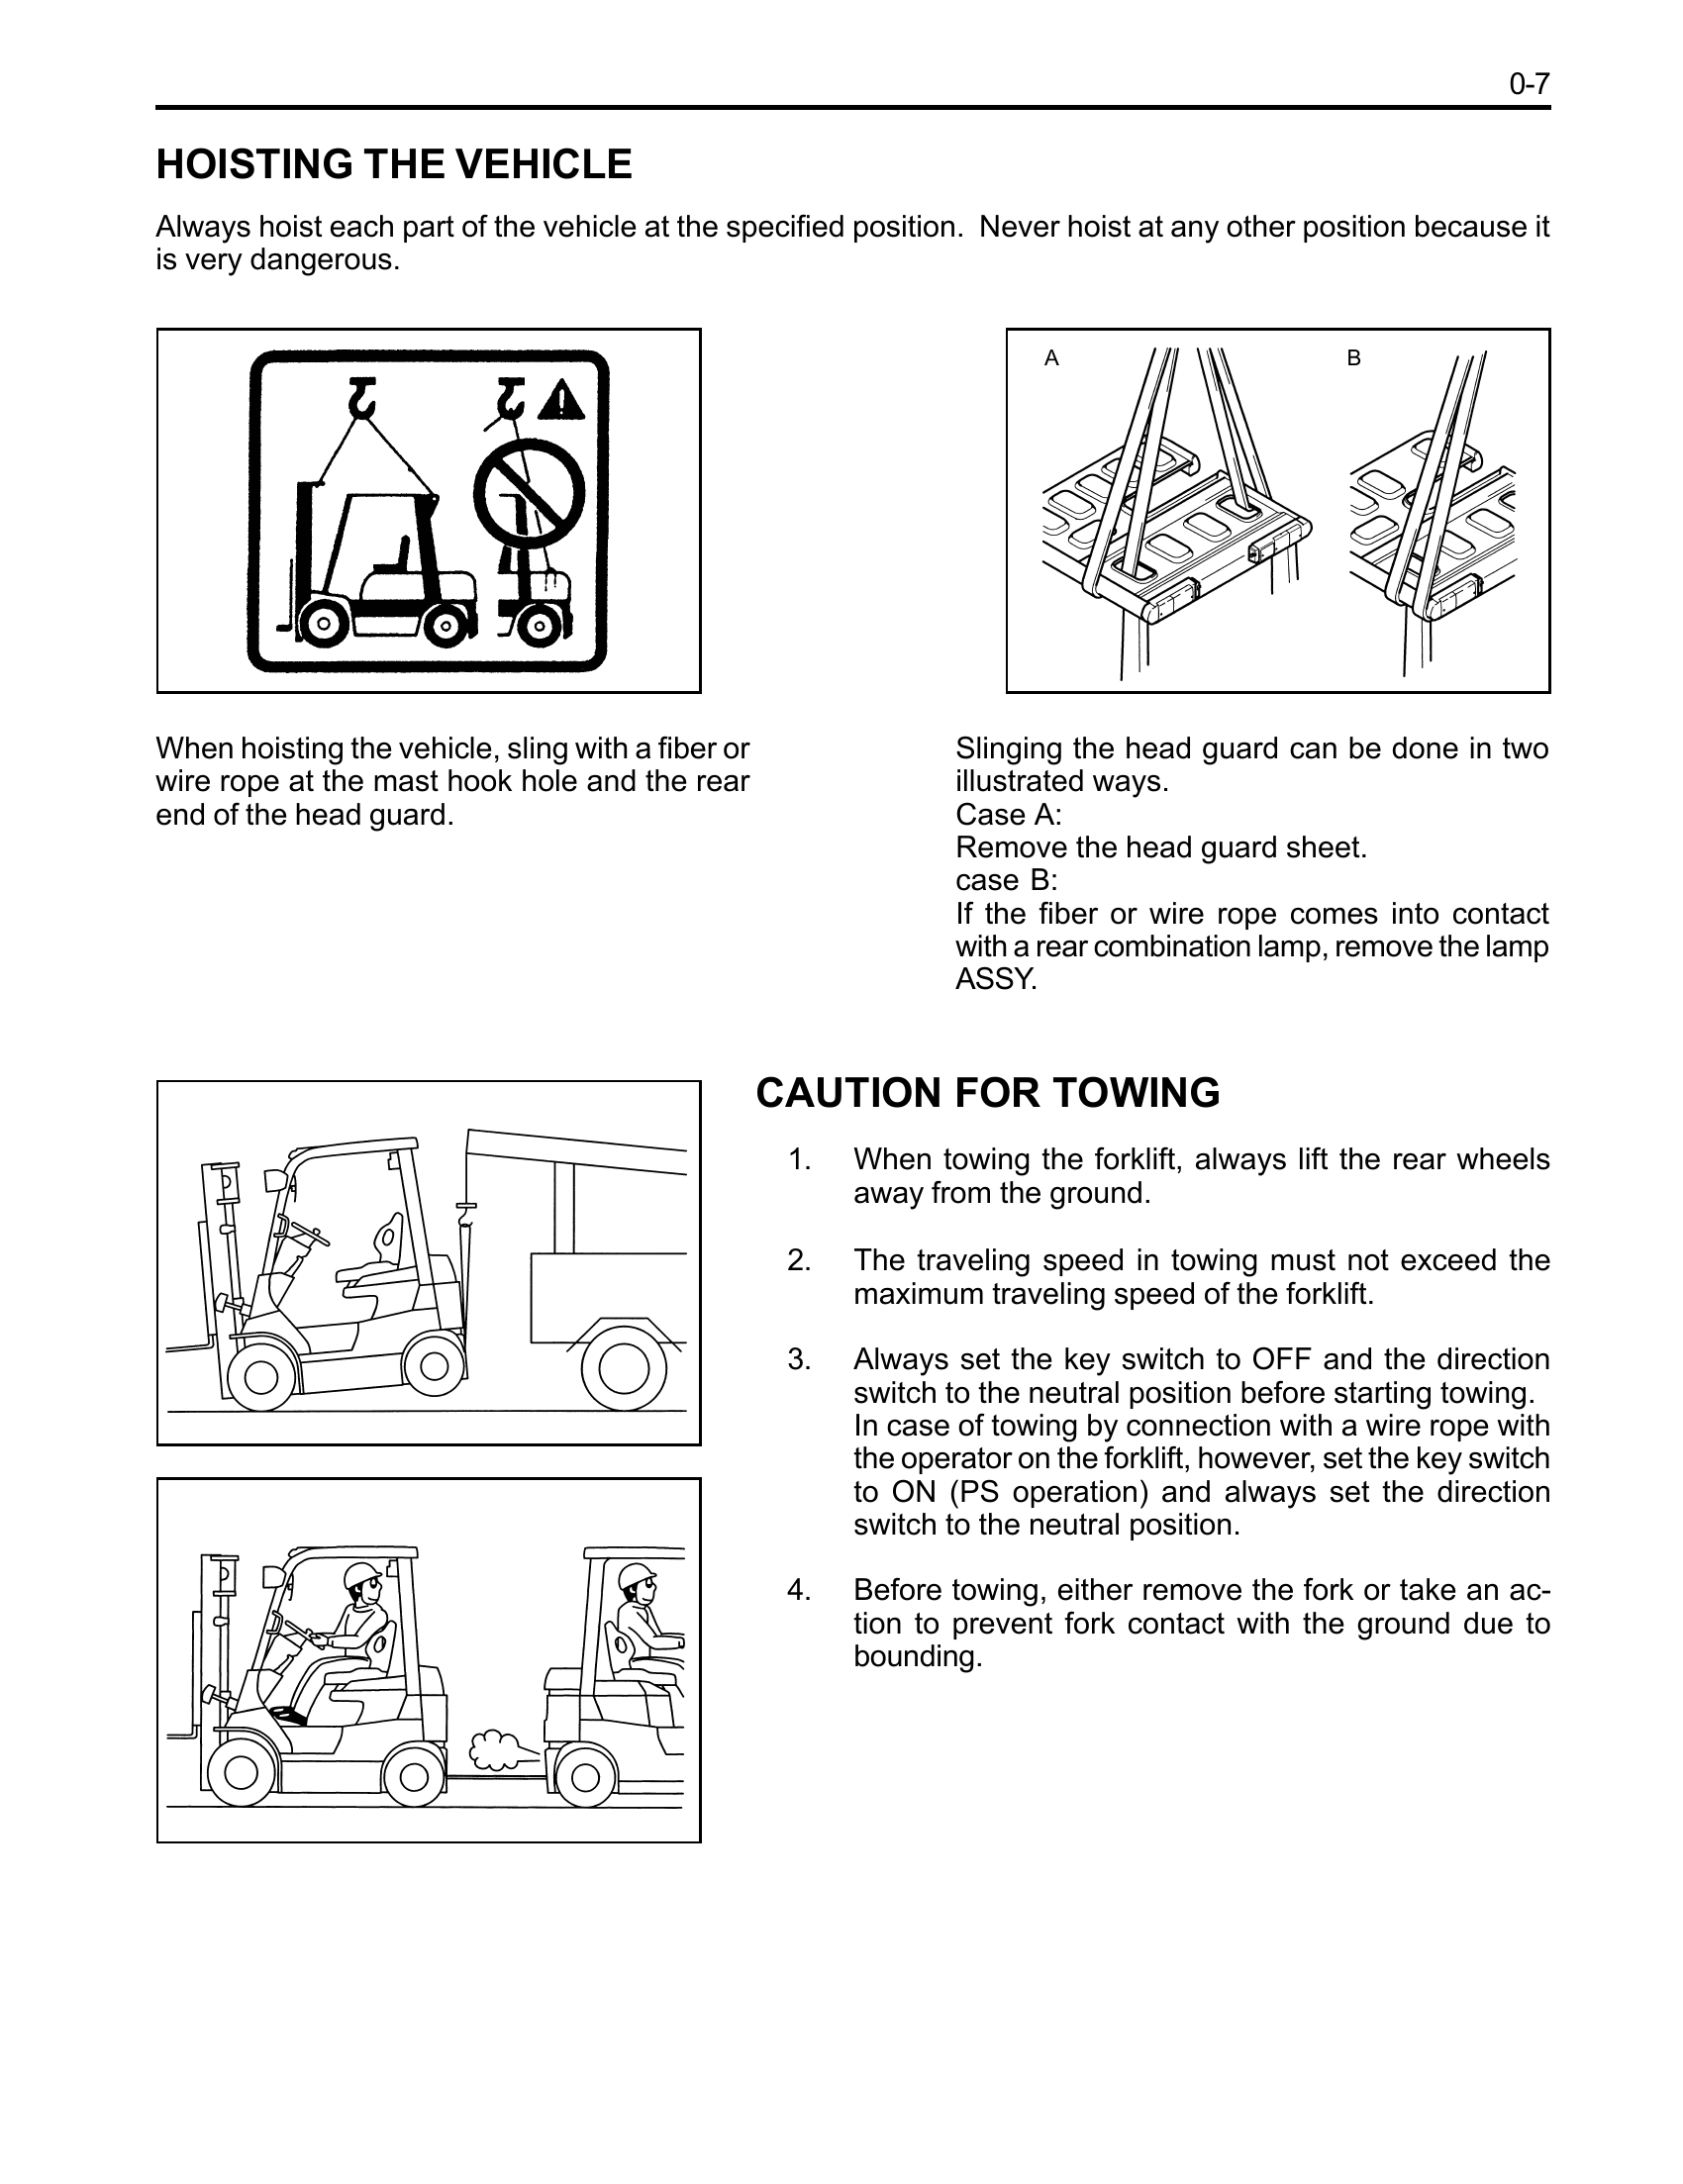 0-7
HOISTING THE VEHICLE
Always hoist each part of the vehicle at the specified position.  Never hoist at any other position because it
is very dangerous.
A
B
When hoisting the vehicle, sling with a fiber or
wire rope at the mast hook hole and the rear
end of the head guard.
Slinging the head guard can be done in two
illustrated ways.
Case A:
Remove the head guard sheet.
case B:
If the fiber or wire rope comes into contact
with a rear combination lamp, remove the lamp
ASSY.
CAUTION FOR TOWING
1. When towing the forklift, always lift the rear wheels
away from the ground.
2. The traveling speed in towing must not exceed the
maximum traveling speed of the forklift.
3. Always set the key switch to OFF and the direction
switch to the neutral position before starting towing.
In case of towing by connection with a wire rope with
the operator on the forklift, however, set the key switch
to ON (PS operation) and always set the direction
switch to the neutral position.
4. Before towing, either remove the fork or take an ac-
tion to prevent fork contact with the ground due to
bounding.